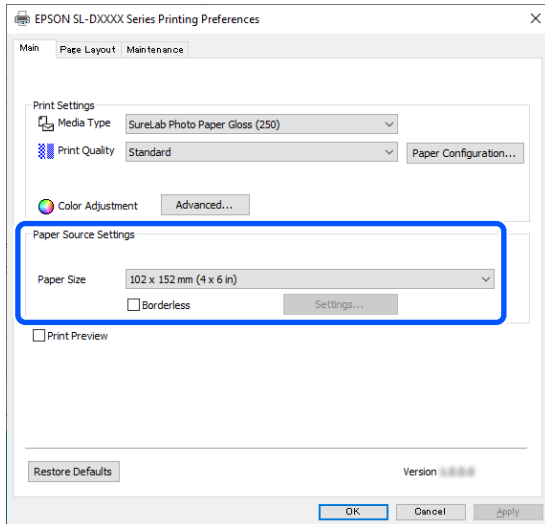 EPSON SL-DXXXX Series Printing Preferences
Main Page Layout Maintenance
Print Settings
Media Type SureLab Photo Paper Gloss (250)
Print Quality Standard Paper Configuration...
Color Adjustment Advanced...
Paper Source Settings
Paper Size 102 x 152 mm (4 x 6 in)
Borderless Settings...
Print Preview
Restore Defaults Version
OK Cancel Apply